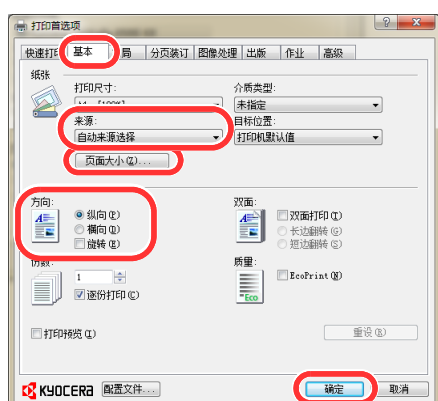 打印首选项
快速打 基本 局 分页装订 图像处理 出版 作业 高级
纸张
打印尺寸: 介质类型:
未指定
来源: 目标位置:
自动来源选择 打印机默认值
页面大小(Z)...
方向: 双面:
纵向(P) 双面打印(T)
横向(D) 长边翻转(G)
旋转(E) 短边翻转(S)
份数: 质量:
1 EcoPrint(N)
逐份打印(C)
Eco
打印预览(I) 重设(R)
KYOCERA 配置文件... 确定 取消